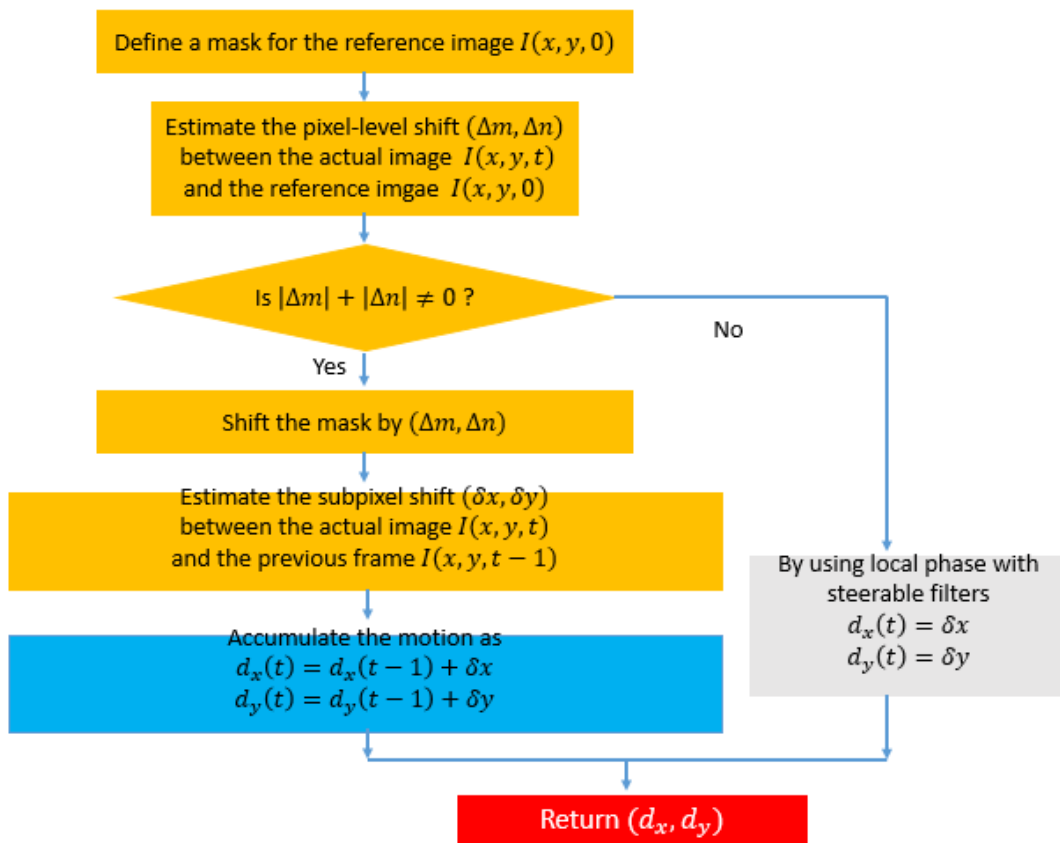 Define a mask for the reference image I(x, y, 0)
Estimate the pixel-level shift (Δm, Δn)
between the actual image I(x, y, t)
and the reference imgae I(x, y, 0)
Is |Δm| + |Δn| ≠ 0 ?
No
Yes
Shift the mask by (Δm, Δn)
Estimate the subpixel shift (δx, δy)
between the actual image I(x, y, t)
and the previous frame I(x, y, t − 1)
By using local phase with
steerable filters
d_x(t) = δx
d_y(t) = δy
Accumulate the motion as
d_x(t) = d_x(t − 1) + δx
d_y(t) = d_y(t − 1) + δy
Return (d_x, d_y)